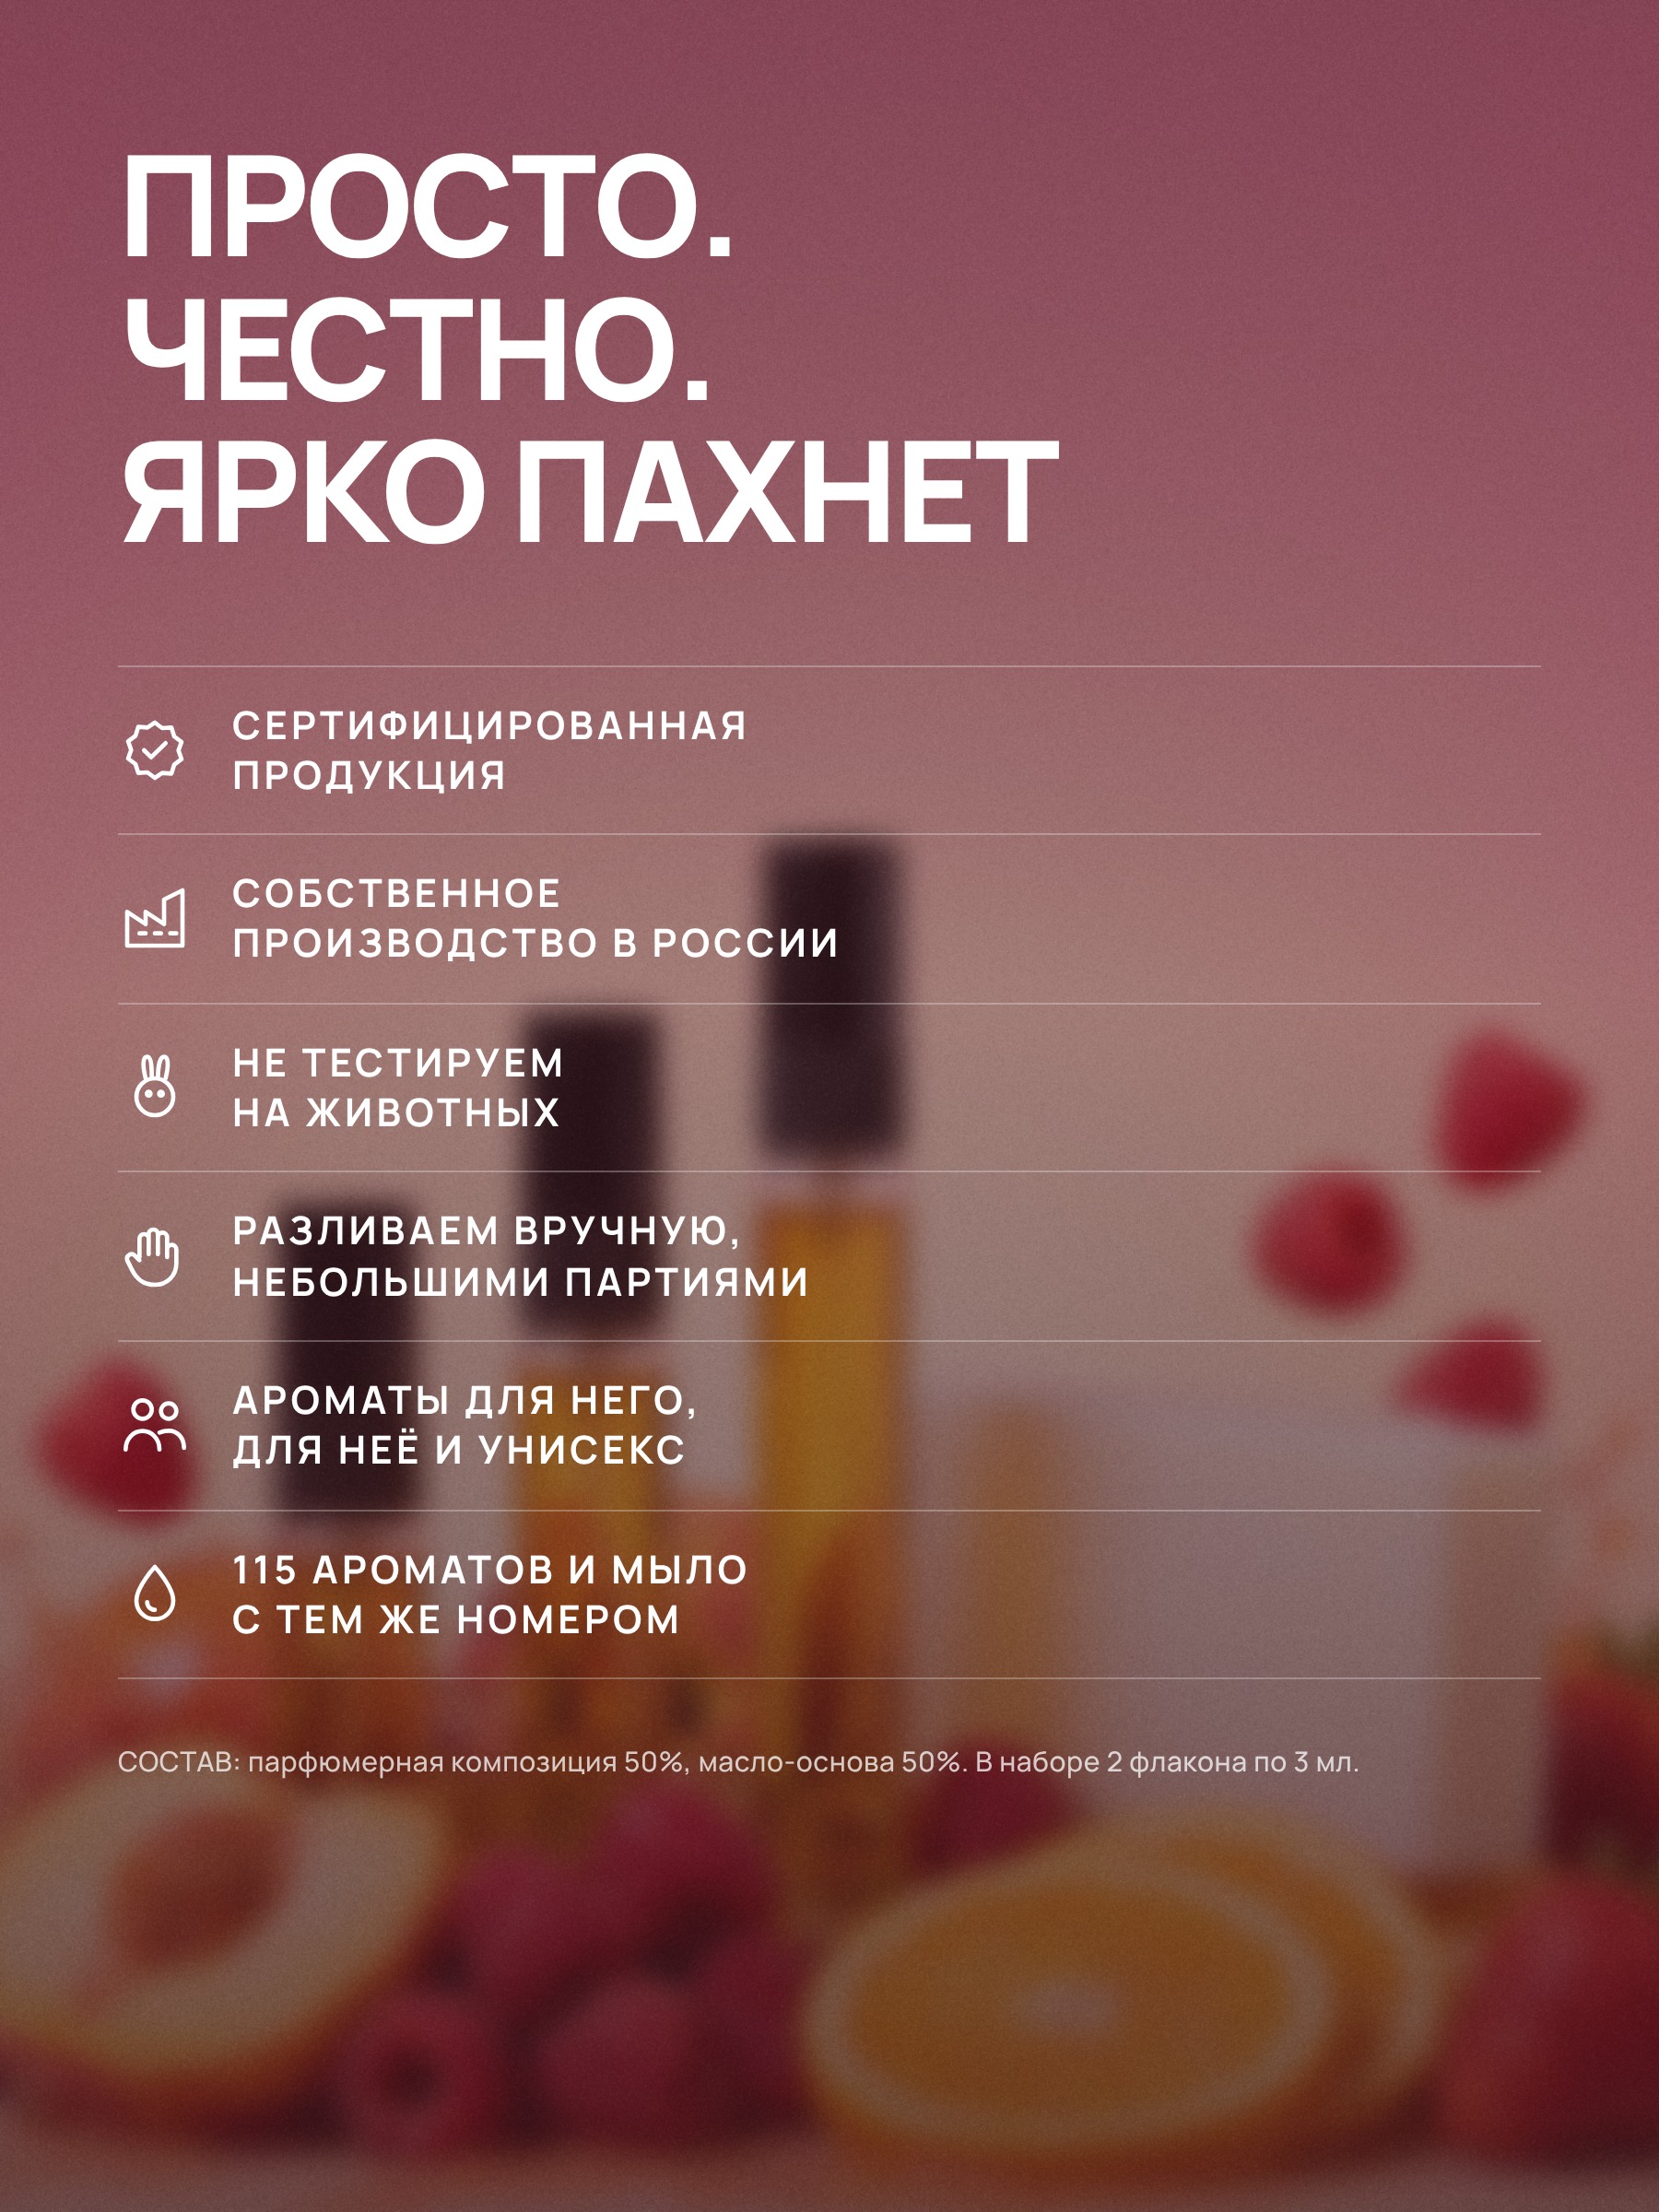 ПРОСТО.
ЧЕСТНО.
ЯРКО ПАХНЕТ
СЕРТИФИЦИРОВАННАЯ
ПРОДУКЦИЯ
СОБСТВЕННОЕ
ПРОИЗВОДСТВО В РОССИИ
НЕ ТЕСТИРУЕМ
НА ЖИВОТНЫХ
РАЗЛИВАЕМ ВРУЧНУЮ,
НЕБОЛЬШИМИ ПАРТИЯМИ
АРОМАТЫ ДЛЯ НЕГО,
ДЛЯ НЕЁ И УНИСЕКС
115 АРОМАТОВ И МЫЛО
С ТЕМ ЖЕ НОМЕРОМ
СОСТАВ: парфюмерная композиция 50%, масло-основа 50%. В наборе 2 флакона по 3 мл.